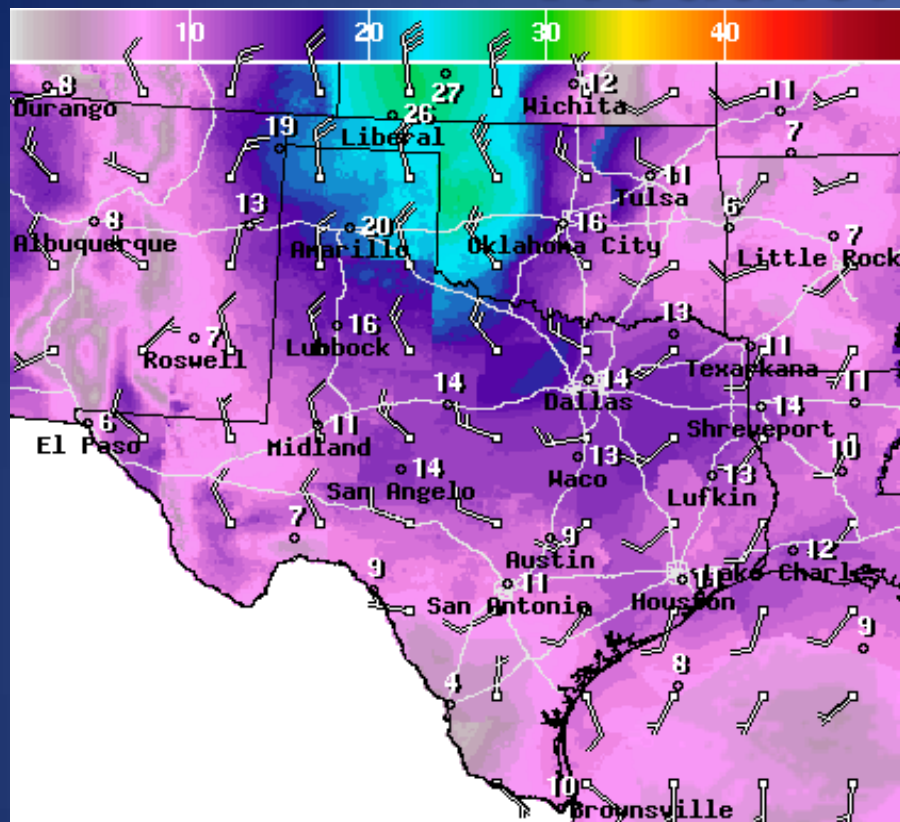 10 20 30 40
8
Durango
27
12
Wichita
11
26
Liberal
19
7
11
Tulsa
8
Albuquerque
13
20
Amarillo
16
Oklahoma City
6
7
Little Rock
7
Roswell
16
Lubbock
13
11
Texarkana
14
14
Dallas
11
14
Shreveport
6
El Paso
11
Midland
14
San Angelo
13
Waco
13
Lufkin
10
7
9
Austin
12
Lake Charles
9
11
San Antonio
11
Houston
9
8
4
10
Brownsville